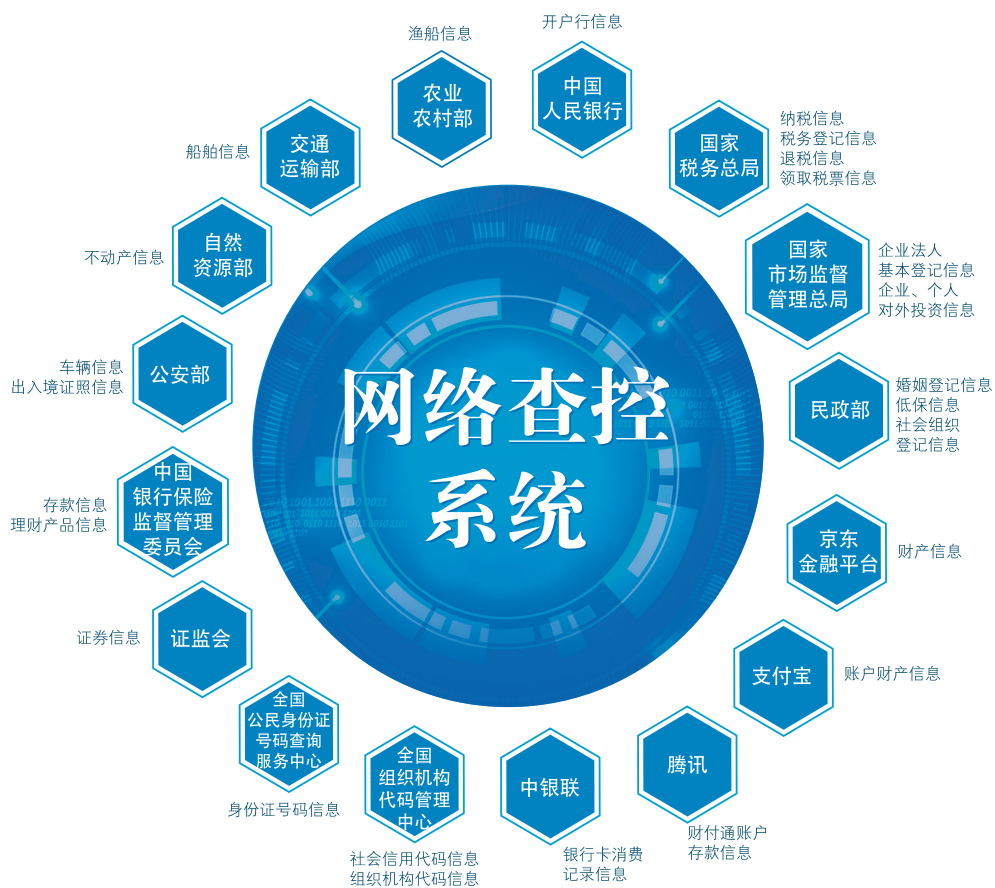 网络查控
系统
中国
人民银行
开户行信息
国家
税务总局
纳税信息
税务登记信息
退税信息
领取税票信息
国家
市场监督
管理总局
企业法人
基本登记信息
企业、个人
对外投资信息
民政部
婚姻登记信息
低保信息
社会组织
登记信息
京东
金融平台
财产信息
支付宝
账户财产信息
腾讯
财付通账户
存款信息
中银联
银行卡消费
记录信息
全国
组织机构
代码管理
中心
社会信用代码信息
组织机构代码信息
全国
公民身份证
号码查询
服务中心
身份证号码信息
证监会
证券信息
中国
银行保险
监督管理
委员会
存款信息
理财产品信息
公安部
车辆信息
出入境证照信息
自然
资源部
不动产信息
交通
运输部
船舶信息
农业
农村部
渔船信息